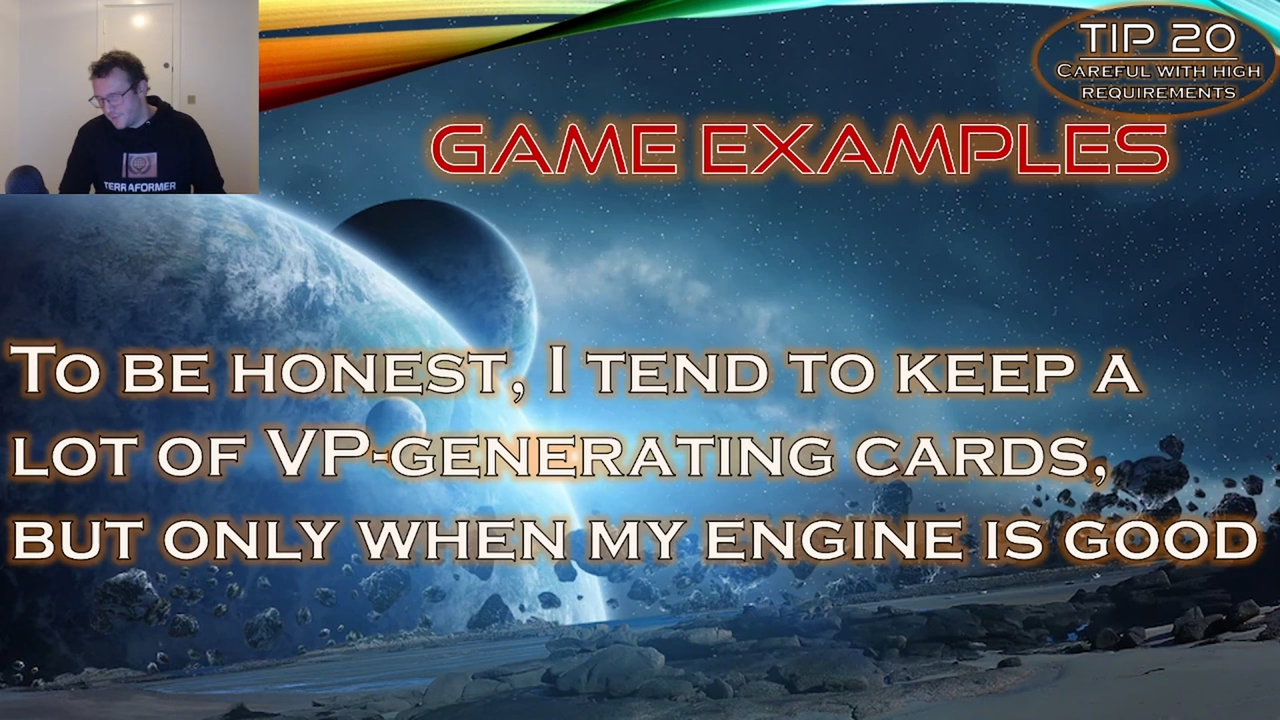 TIP 20
CAREFUL WITH HIGH
REQUIREMENTS
GAME EXAMPLES
TERRAFORMER
TO BE HONEST, I TEND TO KEEP A
LOT OF VP-GENERATING CARDS,
BUT ONLY WHEN MY ENGINE IS GOOD